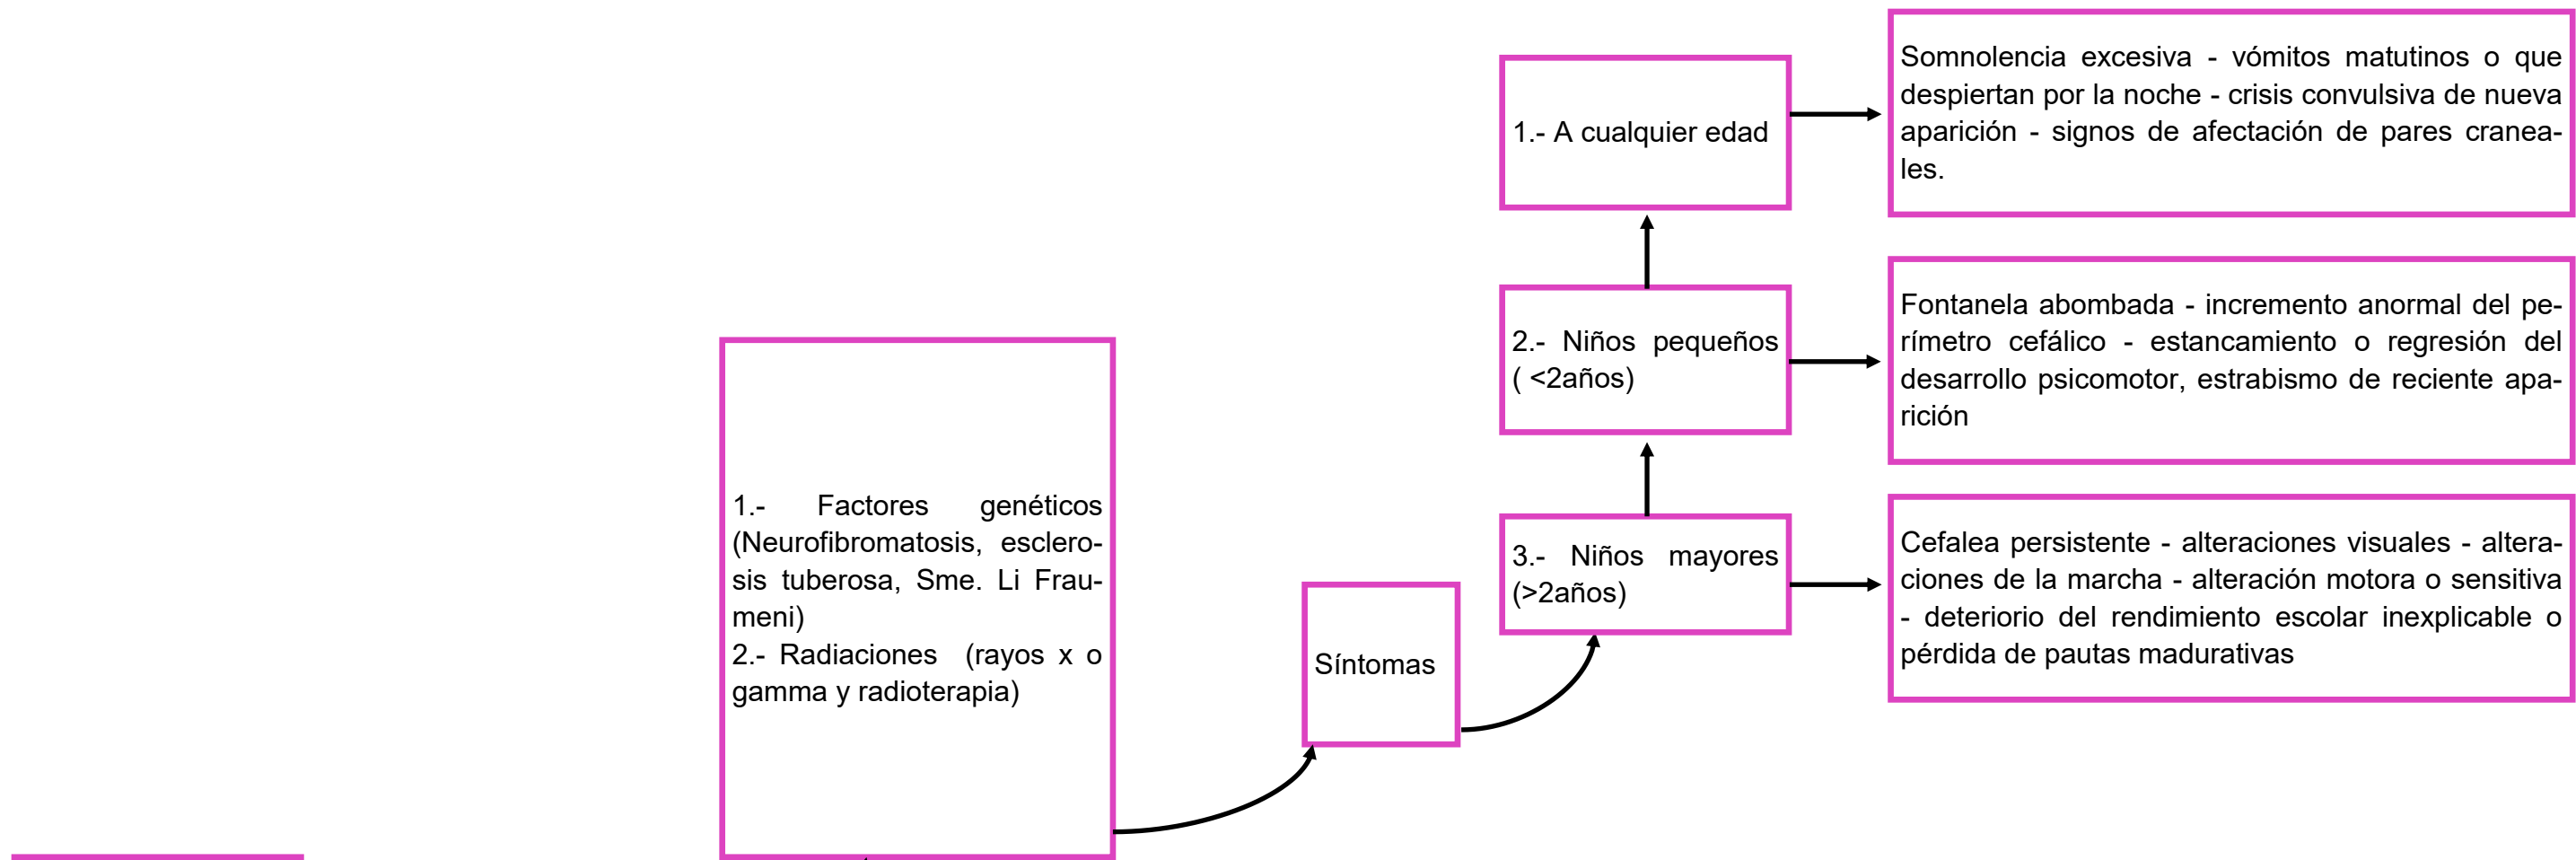 1.- A cualquier edad
Somnolencia excesiva - vómitos matutinos o que
despiertan por la noche - crisis convulsiva de nueva
aparición - signos de afectación de pares cranea-
les.
2.- Niños pequeños
( <2años)
Fontanela abombada - incremento anormal del pe-
rímetro cefálico - estancamiento o regresión del
desarrollo psicomotor, estrabismo de reciente apa-
rición
1.- Factores genéticos
(Neurofibromatosis, esclero-
sis tuberosa, Sme. Li Frau-
meni)
2.- Radiaciones (rayos x o
gamma y radioterapia)
Síntomas
3.- Niños mayores
(>2años)
Cefalea persistente - alteraciones visuales - altera-
ciones de la marcha - alteración motora o sensitiva
- deterioro del rendimiento escolar inexplicable o
pérdida de pautas madurativas